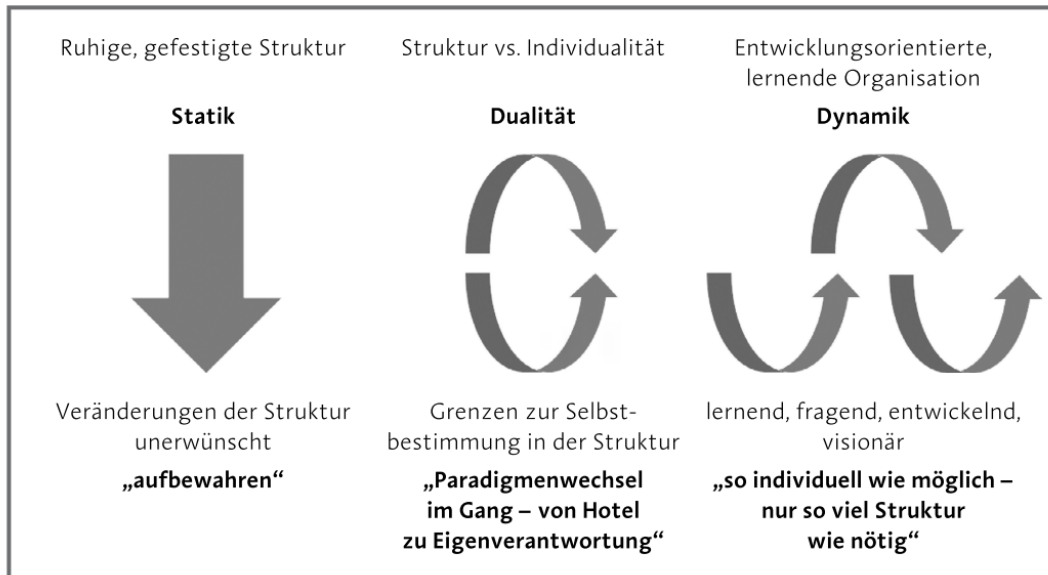 Ruhige, gefestigte Struktur
Statik
Veränderungen der Struktur
unerwünscht
„aufbewahren“
Struktur vs. Individualität
Dualität
Grenzen zur Selbst-
bestimmung in der Struktur
„Paradigmenwechsel
im Gang – von Hotel
zu Eigenverantwortung“
Entwicklungsorientierte,
lernende Organisation
Dynamik
lernend, fragend, entwickelnd,
visionär
„so individuell wie möglich –
nur so viel Struktur
wie nötig“